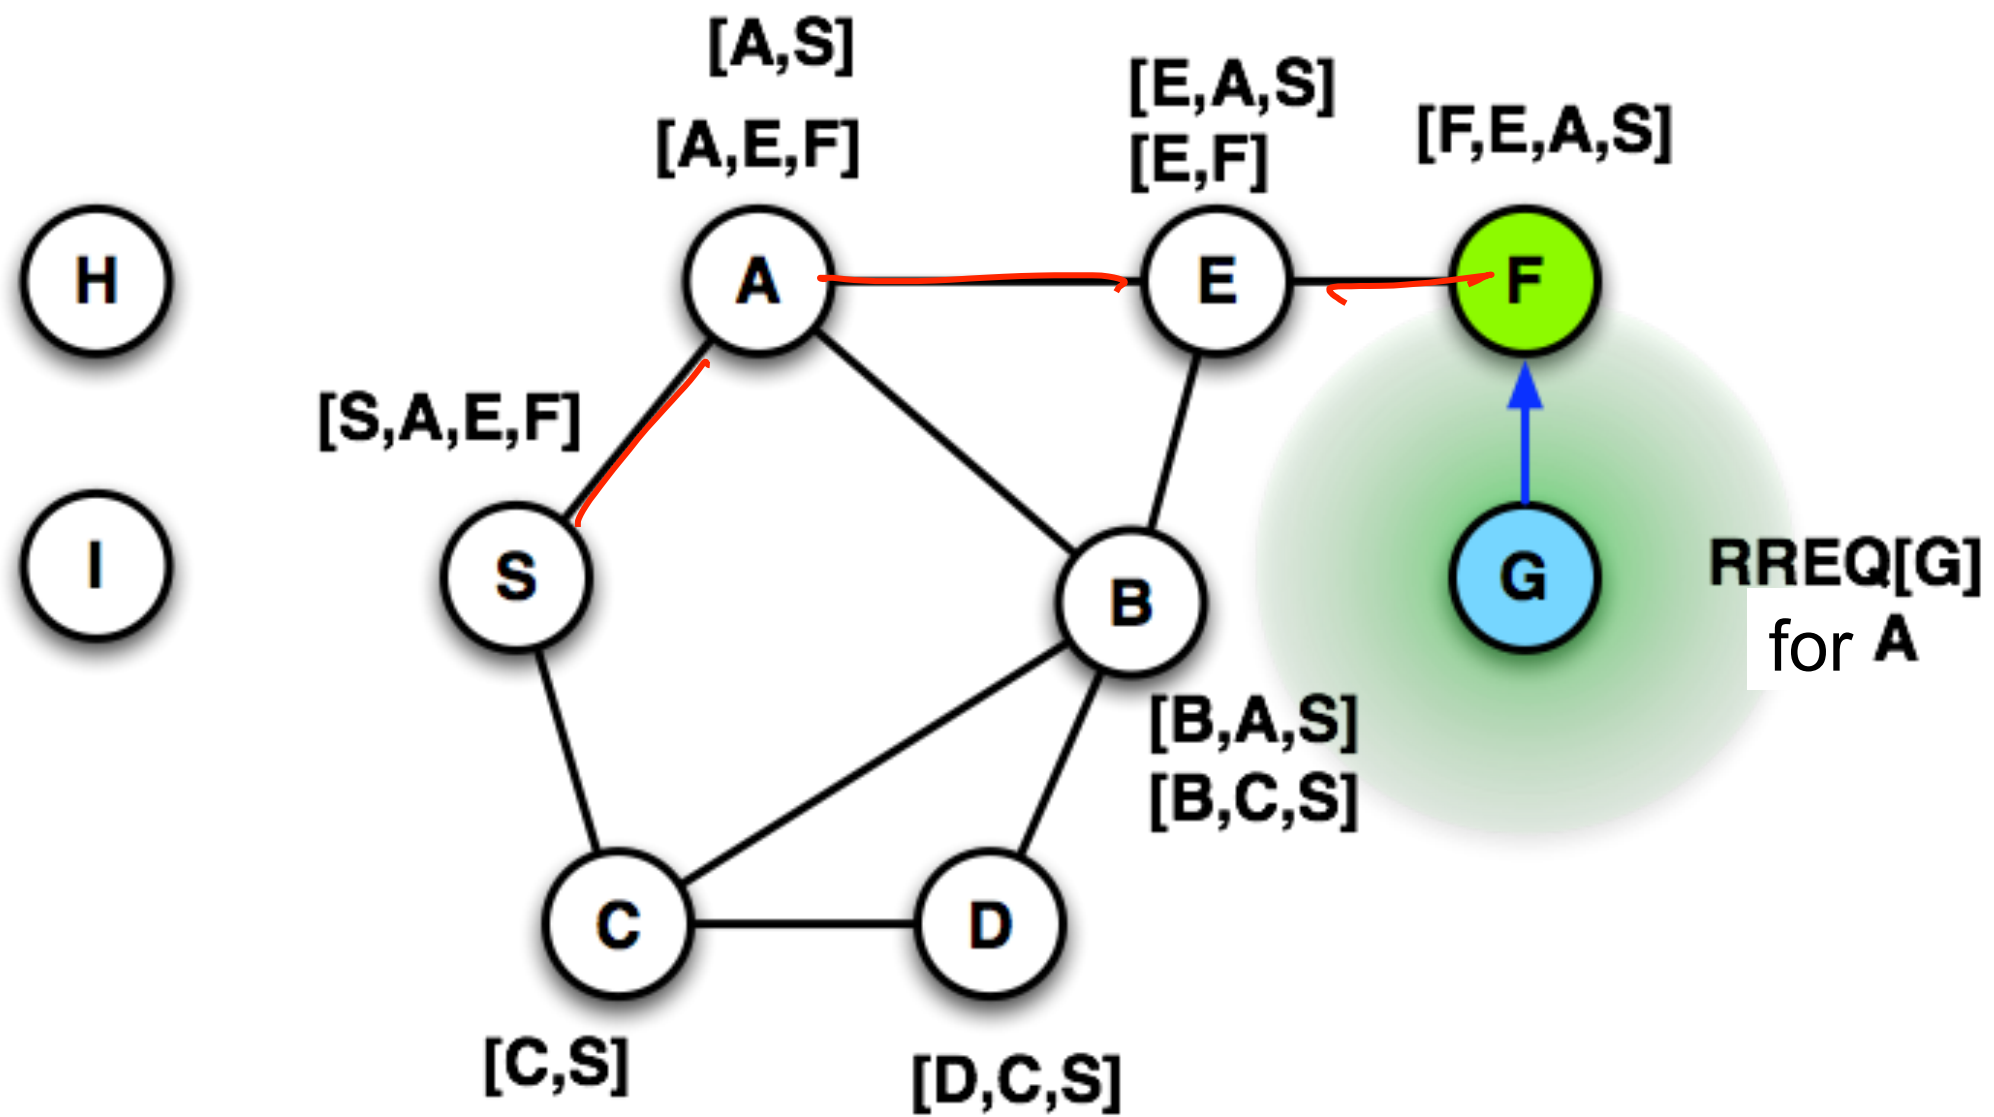 [A,S]
[A,E,F]
[E,A,S]
[E,F]
[F,E,A,S]
H
A
E
F
[S,A,E,F]
I
S
B
G
RREQ[G]
for A
[B,A,S]
[B,C,S]
C
D
[C,S]
[D,C,S]